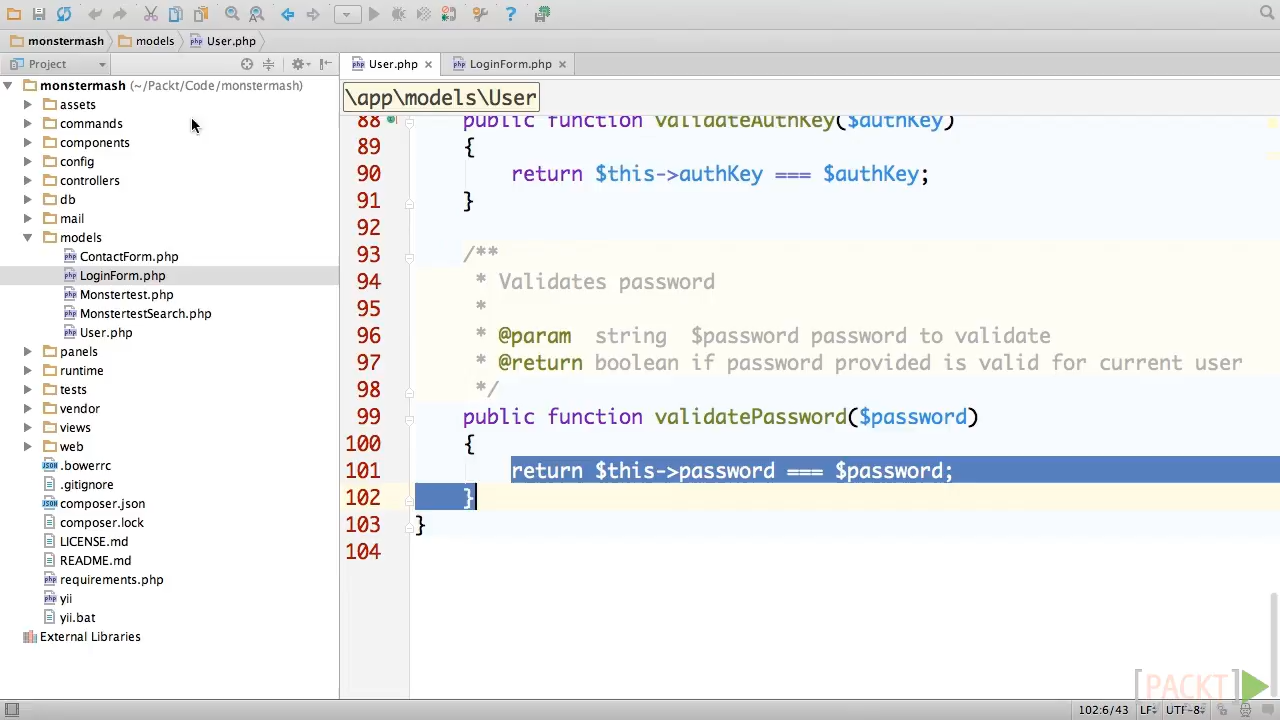 monstermash models User.php
Project
User.php LoginForm.php
monstermash (~/Packt/Code/monstermash)
assets
commands
components
config
controllers
db
mail
models
ContactForm.php
LoginForm.php
Monstertest.php
MonstertestSearch.php
User.php
panels
runtime
tests
vendor
views
web
.bowerrc
.gitignore
composer.json
composer.lock
LICENSE.md
README.md
requirements.php
yii
yii.bat
External Libraries
\app\models\User
88 public function validateAuthKey($authKey)
89 {
90 return $this->authKey === $authKey;
91 }
92
93 /**
94 * Validates password
95 *
96 * @param string $password password to validate
97 * @return boolean if password provided is valid for current user
98 */
99 public function validatePassword($password)
100 {
101 return $this->password === $password;
102 }
103 }
104
[PACKT]
102:6/43 LF UTF-8